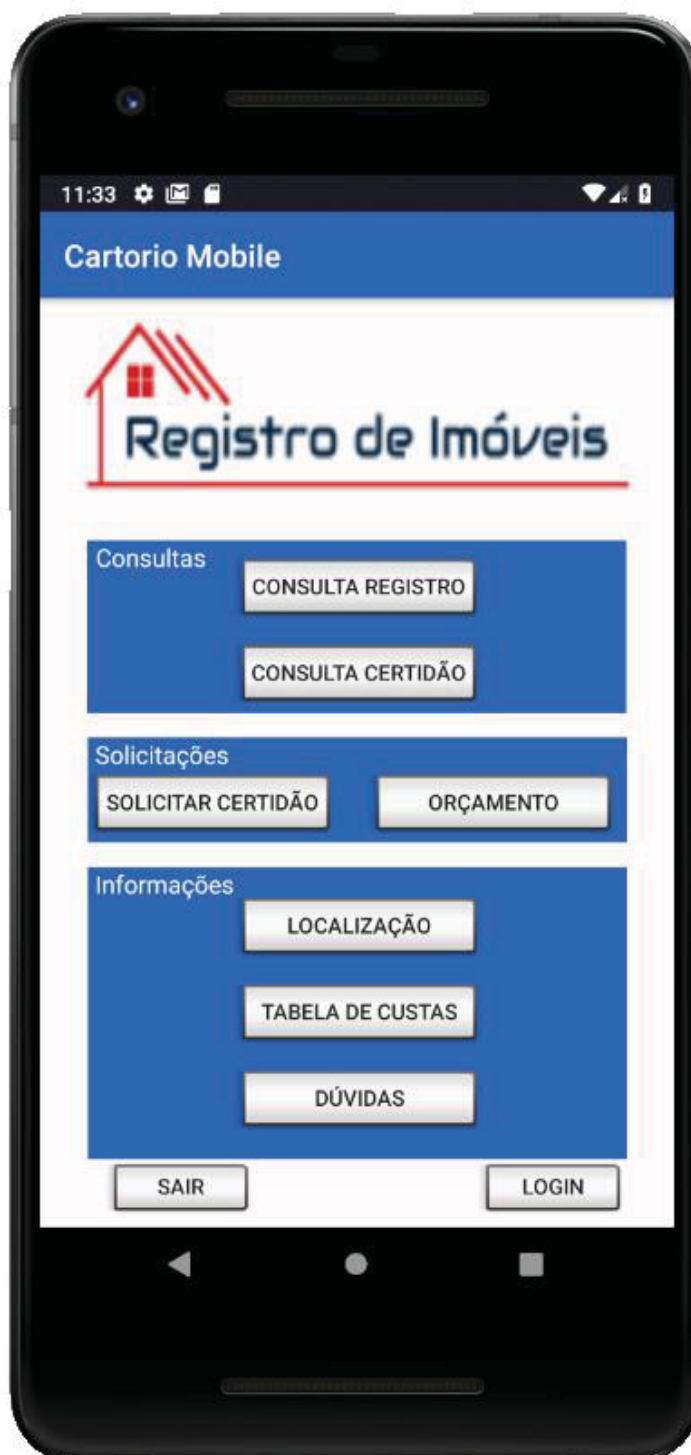 11:33
Cartorio Mobile
Registro de Imóveis
Consultas
CONSULTA REGISTRO
CONSULTA CERTIDÃO
Solicitações
SOLICITAR CERTIDÃO ORÇAMENTO
Informações
LOCALIZAÇÃO
TABELA DE CUSTAS
DÚVIDAS
SAIR LOGIN